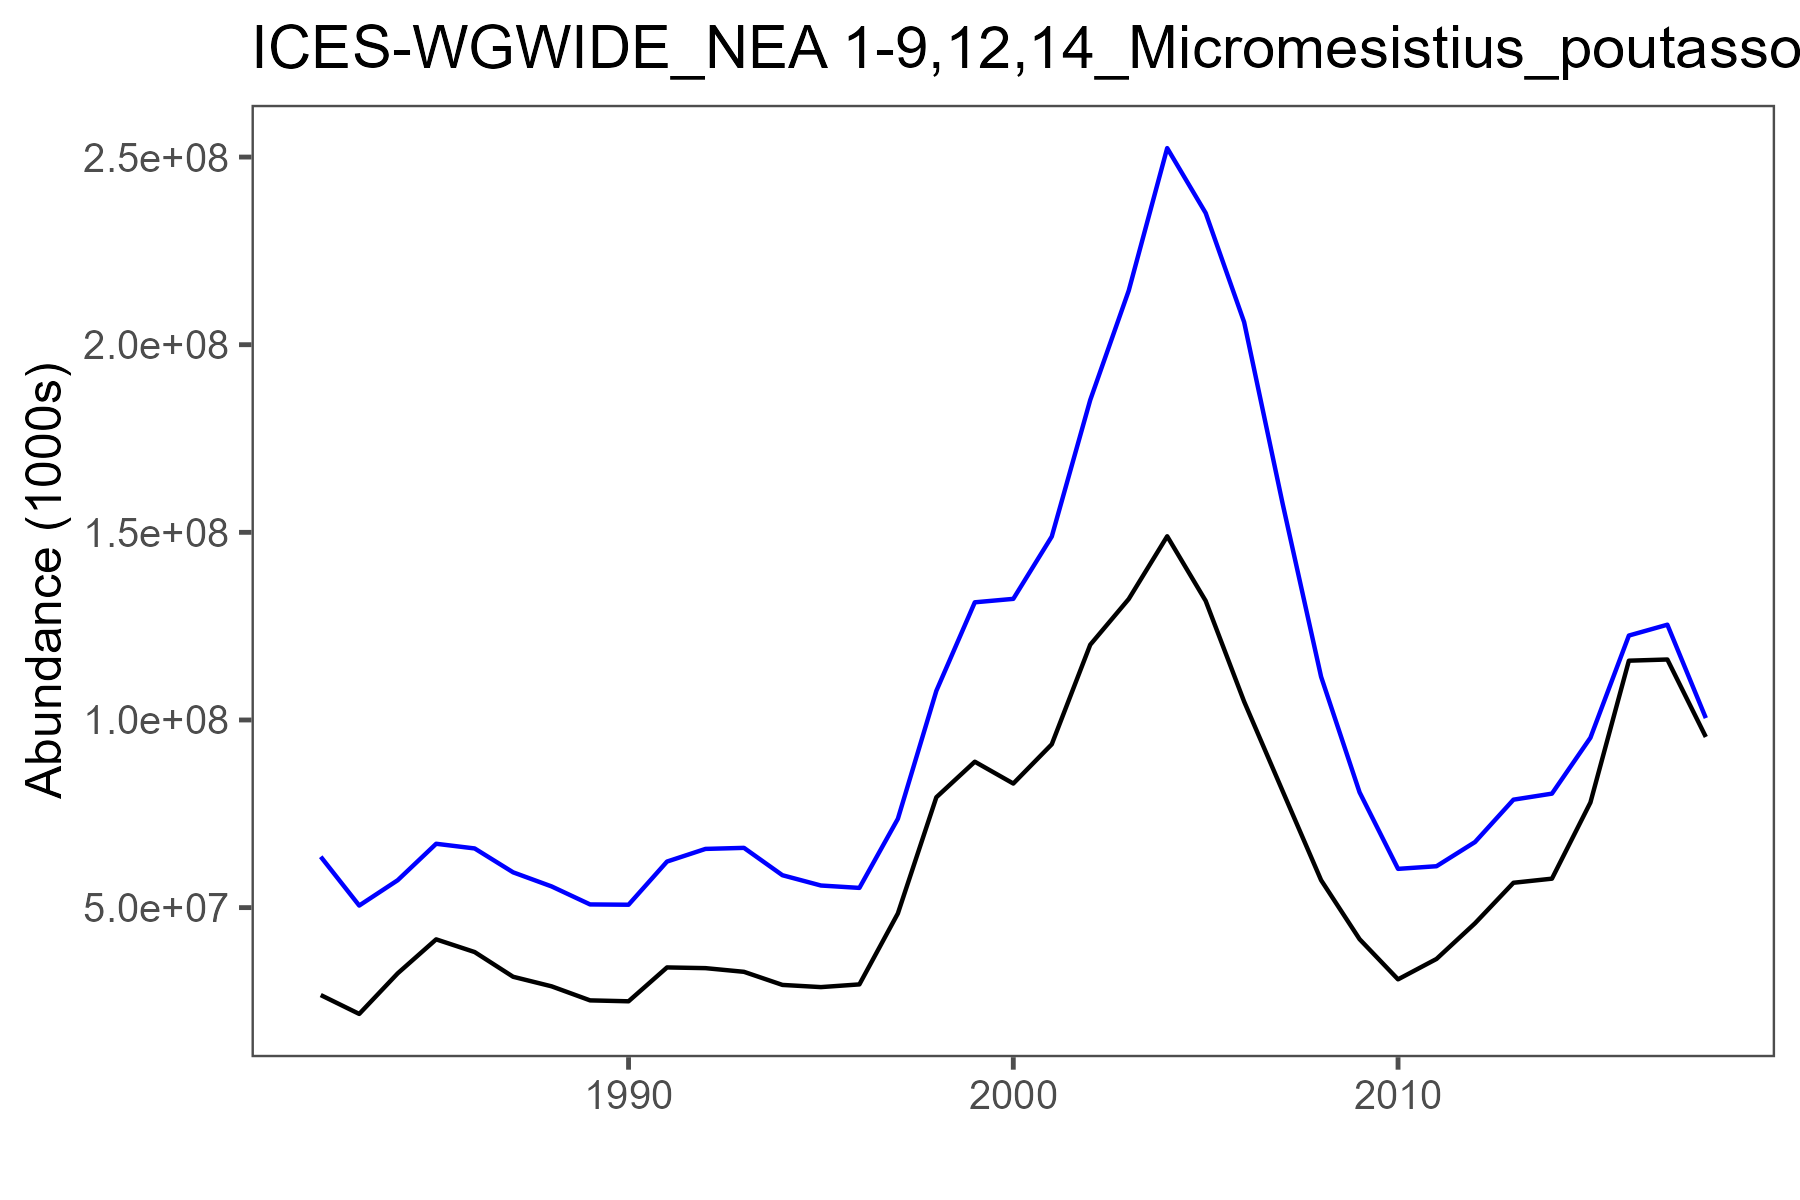 ICES-WGWIDE_NEA 1-9,12,14_Micromesistius_poutasso
Abundance (1000s)
2.5e+08
2.0e+08
1.5e+08
1.0e+08
5.0e+07
1990
2000
2010